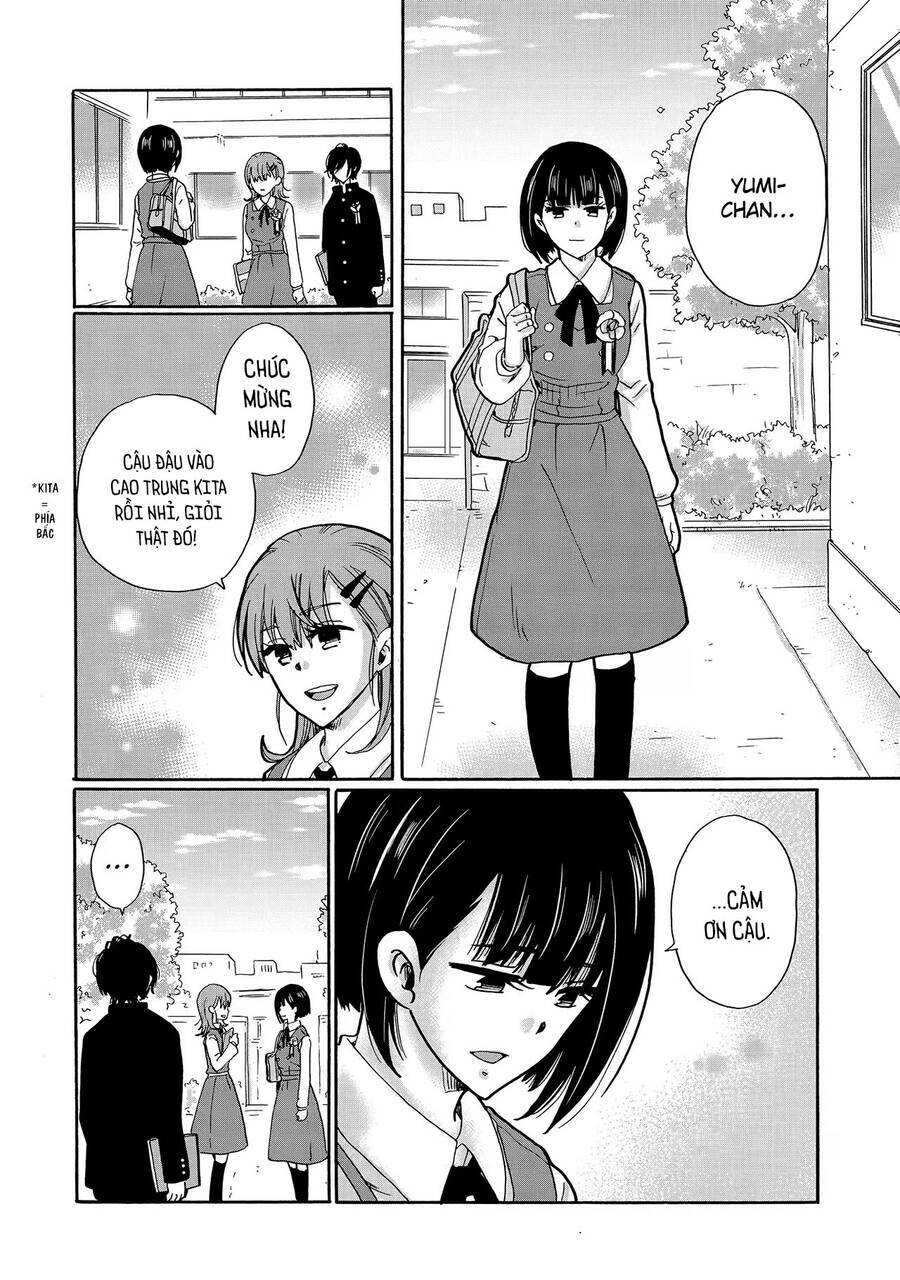 YUMI-
CHAN...
CHÚC
MỪNG
NHA!
CẬU ĐẬU VÀO
CAO TRUNG KITA
RỒI NHỈ, GIỎI
THẬT ĐÓ!
*KITA
=
PHÍA
BẮC
...CẢM
ƠN CẬU.
...